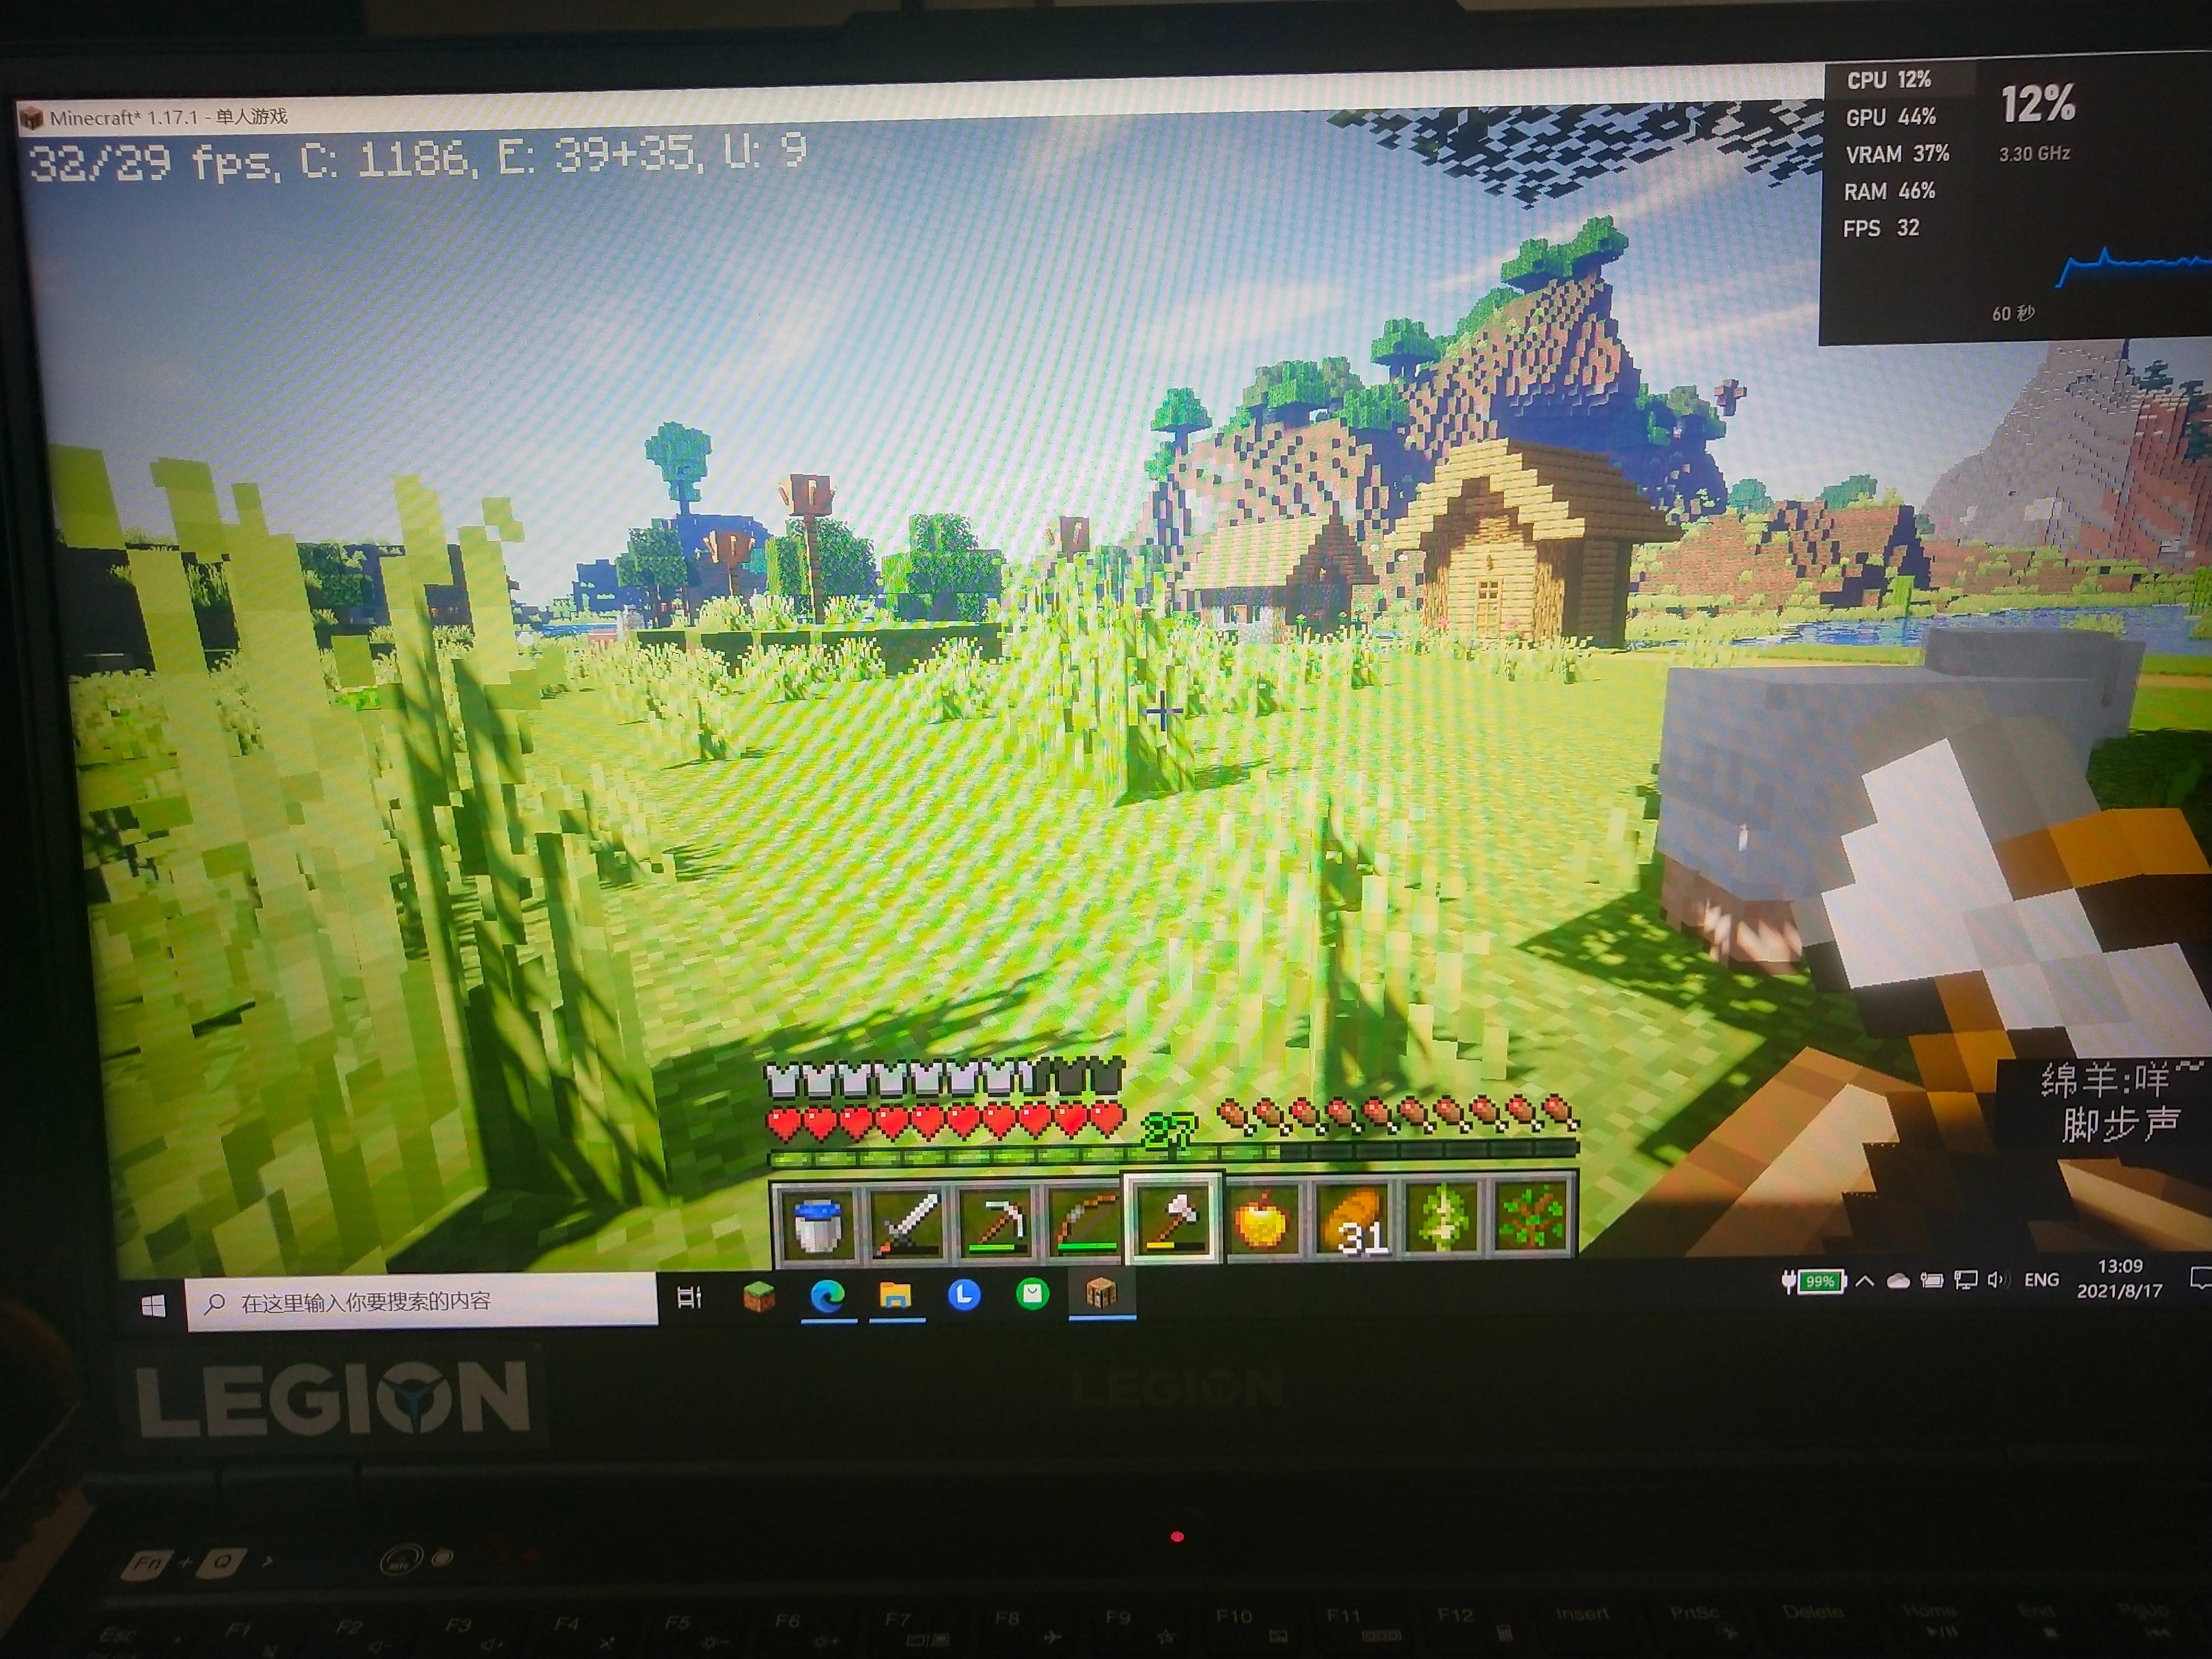 Minecraft* 1.17.1 - 单人游戏
32/29 fps, C: 1186, E: 39+35, U: 9
CPU 12%
GPU 44%
VRAM 37%
RAM 46%
FPS 32
12%
3.30 GHz
60 秒
绵羊:咩~
脚步声
27
31
在这里输入你要搜索的内容
99%
ENG
13:09
2021/8/17
LEGION
LEGION
Fn + Q >
Esc F1 F2 F3 F4 F5 F6 F7 F8 F9 F10 F11 F12 Insert PrtSc Delete Home End PgUp